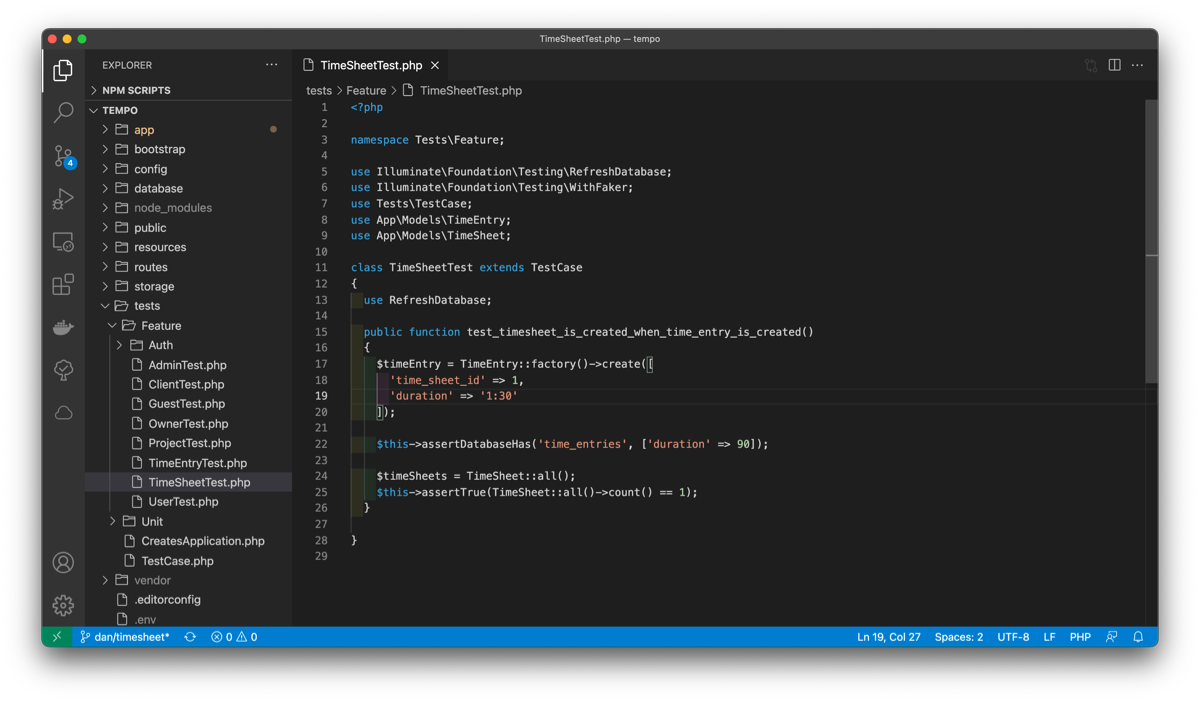 TimeSheetTest.php — tempo
EXPLORER
NPM SCRIPTS
TEMPO
app
bootstrap
config
database
node_modules
public
resources
routes
storage
tests
Feature
Auth
AdminTest.php
ClientTest.php
GuestTest.php
OwnerTest.php
ProjectTest.php
TimeEntryTest.php
TimeSheetTest.php
UserTest.php
Unit
CreatesApplication.php
TestCase.php
vendor
.editorconfig
.env
4
TimeSheetTest.php
tests > Feature > TimeSheetTest.php
1 <?php
2
3 namespace Tests\Feature;
4
5 use Illuminate\Foundation\Testing\RefreshDatabase;
6 use Illuminate\Foundation\Testing\WithFaker;
7 use Tests\TestCase;
8 use App\Models\TimeEntry;
9 use App\Models\TimeSheet;
10
11 class TimeSheetTest extends TestCase
12 {
13 use RefreshDatabase;
14
15 public function test_timesheet_is_created_when_time_entry_is_created()
16 {
17 $timeEntry = TimeEntry::factory()->create([
18 'time_sheet_id' => 1,
19 'duration' => '1:30'
20 ]);
21
22 $this->assertDatabaseHas('time_entries', ['duration' => 90]);
23
24 $timeSheets = TimeSheet::all();
25 $this->assertTrue(TimeSheet::all()->count() == 1);
26 }
27
28 }
29
dan/timesheet* 0 0 Ln 19, Col 27 Spaces: 2 UTF-8 LF PHP